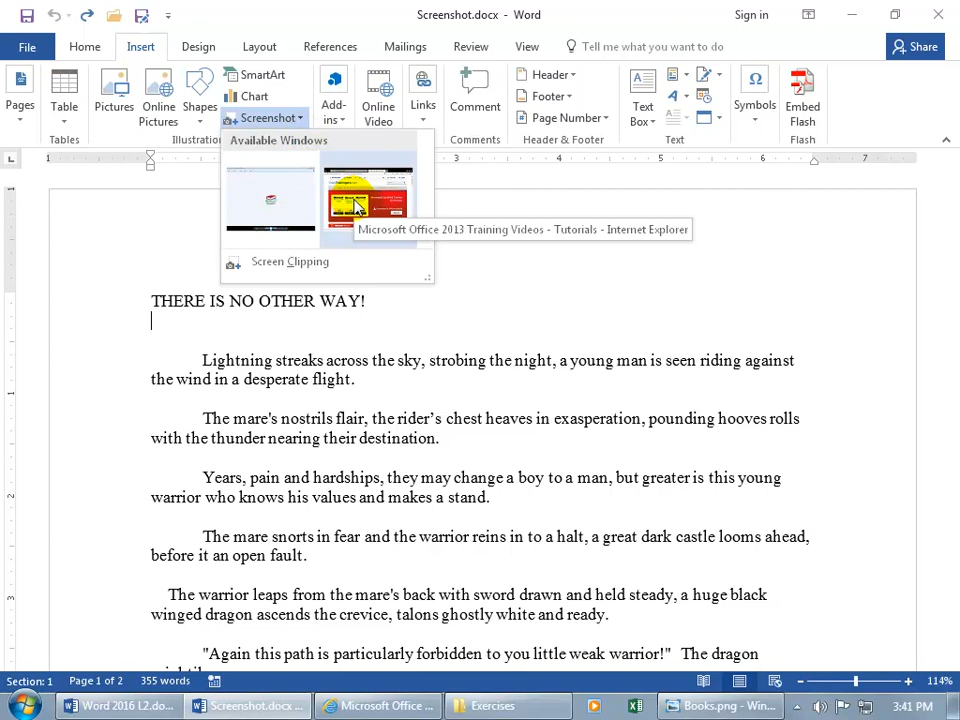 Screenshot.docx - Word
Sign in
File
Home
Insert
Design
Layout
References
Mailings
Review
View
Tell me what you want to do
Share
Pages
Table
Pictures
Online
Pictures
Shapes
SmartArt
Chart
Screenshot
Add-
ins
Online
Video
Links
Comment
Header
Footer
Page Number
Text
Box
Symbols
Embed
Flash
Tables
Comments
Header & Footer
Text
Flash
Available Windows
Microsoft Office 2013 Training Videos - Tutorials - Internet Explorer
Screen Clipping
1 3 4 5 6 7
1
1
2
3
THERE IS NO OTHER WAY!
Lightning streaks across the sky, strobing the night, a young man is seen riding against
the wind in a desperate flight.
The mare's nostrils flair, the rider’s chest heaves in exasperation, pounding hooves rolls
with the thunder nearing their destination.
Years, pain and hardships, they may change a boy to a man, but greater is this young
warrior who knows his values and makes a stand.
The mare snorts in fear and the warrior reins in to a halt, a great dark castle looms ahead,
before it an open fault.
The warrior leaps from the mare's back with sword drawn and held steady, a huge black
winged dragon ascends the crevice, talons ghostly white and ready.
"Again this path is particularly forbidden to you little weak warrior!" The dragon
Section: 1
Page 1 of 2
355 words
114%
Word 2016 L2.do...
Screenshot.docx ...
Microsoft Office ...
Exercises
Books.png - Win...
3:41 PM